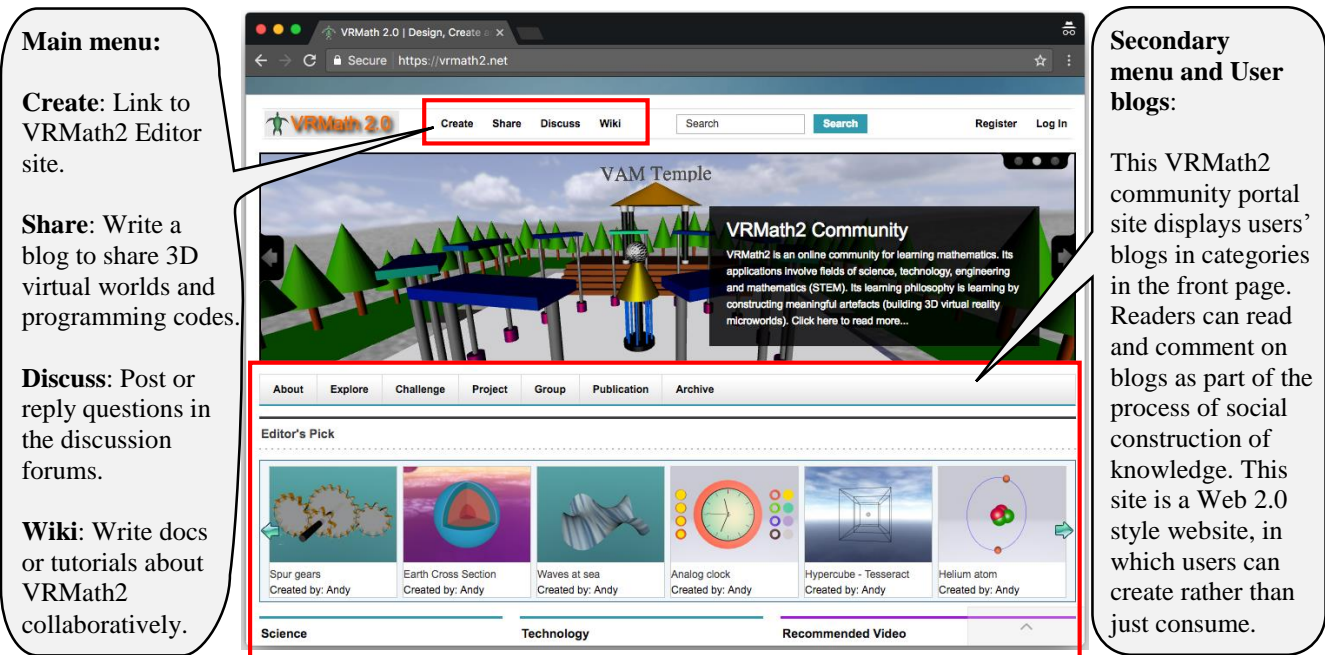 Main menu:
Create: Link to
VRMath2 Editor
site.
Share: Write a
blog to share 3D
virtual worlds and
programming codes.
Discuss: Post or
reply questions in
the discussion
forums.
Wiki: Write docs
or tutorials about
VRMath2
collaboratively.
VRMath 2.0 | Design, Create a
Secure https://vrmath2.net
VRMath 2.0
Create Share Discuss Wiki
Search Search
Register Log In
VAM Temple
VRMath2 Community
VRMath2 is an online community for learning mathematics. Its
applications involve fields of science, technology, engineering
and mathematics (STEM). Its learning philosophy is learning by
constructing meaningful artefacts (building 3D virtual reality
microworlds). Click here to read more...
About Explore Challenge Project Group Publication Archive
Editor's Pick
Spur gears
Created by: Andy
Earth Cross Section
Created by: Andy
Waves at sea
Created by: Andy
Analog clock
Created by: Andy
Hypercube - Tesseract
Created by: Andy
Helium atom
Created by: Andy
Science Technology Recommended Video
Secondary
menu and User
blogs:
This VRMath2
community portal
site displays users’
blogs in categories
in the front page.
Readers can read
and comment on
blogs as part of the
process of social
construction of
knowledge. This
site is a Web 2.0
style website, in
which users can
create rather than
just consume.